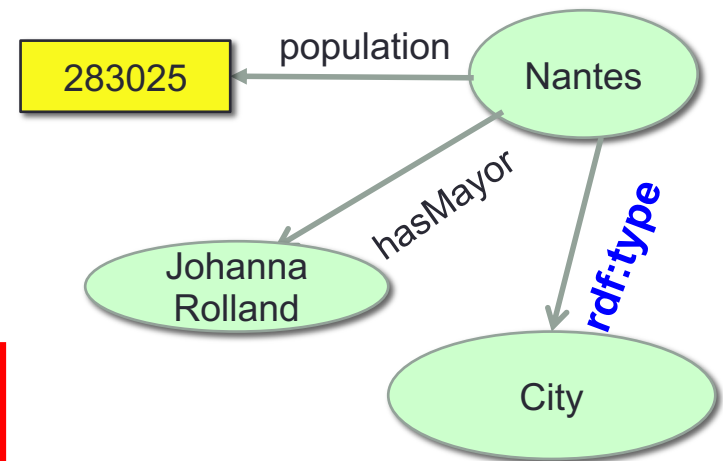 population
283025
Nantes
hasMayor
rdf:type
Johanna
Rolland
City